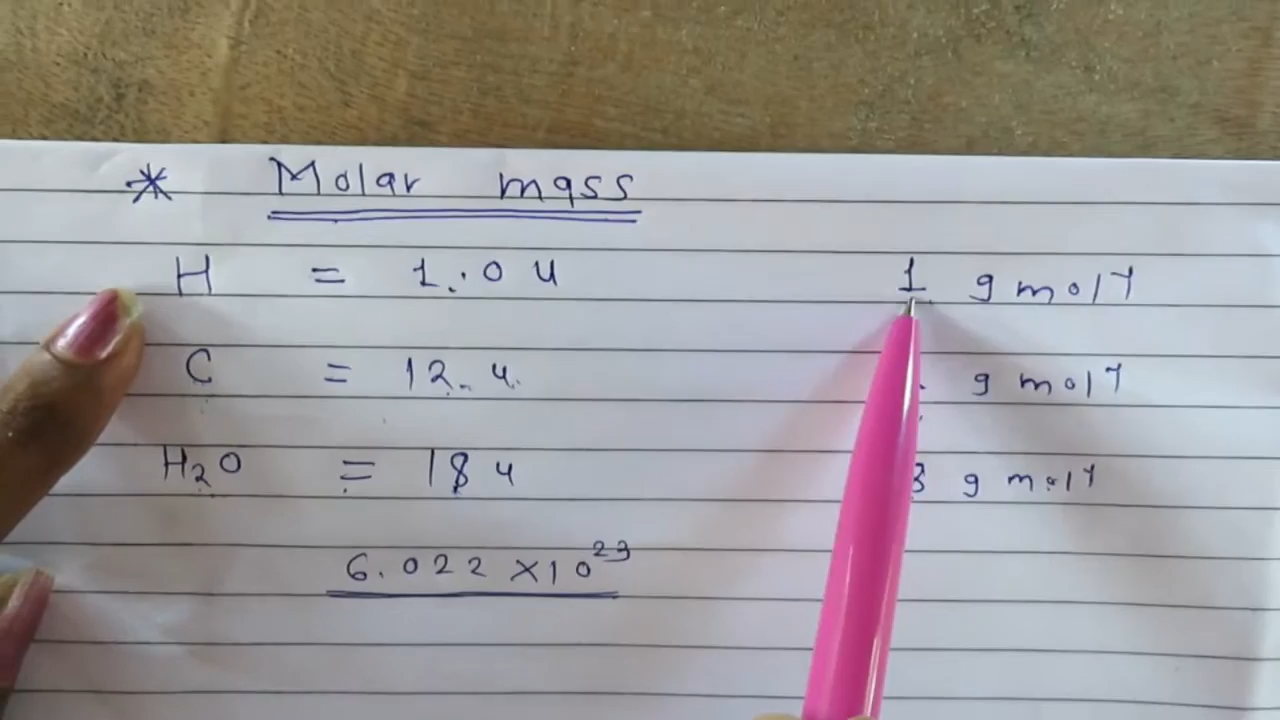 * Molar mass
H = 1.0 u 1 g mol⁻¹
C = 12. u. g mol⁻¹
H₂O = 18 u g mol⁻¹
6.022 ×10²³